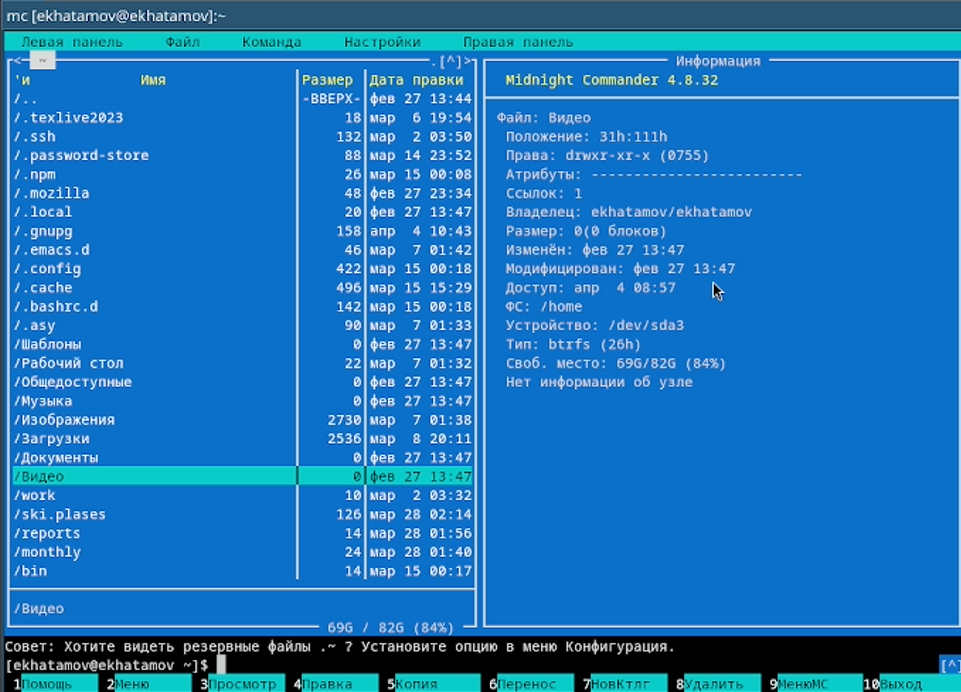 mc [ekhatamov@ekhatamov]:~
Левая панель Файл Команда Настройки Правая панель
<— ~ .[^]>
'и Имя Размер Дата правки
/.. -ВВЕРХ- фев 27 13:44
/.texlive2023 18 мар 6 19:54
/.ssh 132 мар 2 03:50
/.password-store 88 мар 14 23:52
/.npm 26 мар 15 00:08
/.mozilla 48 фев 27 23:34
/.local 20 фев 27 13:47
/.gnupg 158 апр 4 10:43
/.emacs.d 46 мар 7 01:42
/.config 422 мар 15 00:18
/.cache 496 мар 15 15:29
/.bashrc.d 142 мар 15 00:18
/.asy 90 мар 7 01:33
/Шаблоны 0 фев 27 13:47
/Рабочий стол 22 мар 7 01:32
/Общедоступные 0 фев 27 13:47
/Музыка 0 фев 27 13:47
/Изображения 2730 мар 7 01:38
/Загрузки 2536 мар 8 20:11
/Документы 0 фев 27 13:47
/Видео 0 фев 27 13:47
/work 10 мар 2 03:32
/ski.plases 126 мар 28 02:14
/reports 14 мар 28 01:56
/monthly 24 мар 28 01:40
/bin 14 мар 15 00:17
/Видео
69G / 82G (84%)
Информация
Midnight Commander 4.8.32
Файл: Видео
Положение: 31h:111h
Права: drwxr-xr-x (0755)
Атрибуты: -------------------------
Ссылок: 1
Владелец: ekhatamov/ekhatamov
Размер: 0(0 блоков)
Изменён: фев 27 13:47
Модифицирован: фев 27 13:47
Доступ: апр 4 08:57
ФС: /home
Устройство: /dev/sda3
Тип: btrfs (26h)
Своб. место: 69G/82G (84%)
Нет информации об узле
Совет: Хотите видеть резервные файлы .~ ? Установите опцию в меню Конфигурация.
[ekhatamov@ekhatamov ~]$ [^]
1Помощь 2Меню 3Просмотр 4Правка 5Копия 6Перенос 7НовКтлг 8Удалить 9МенюMC 10Выход